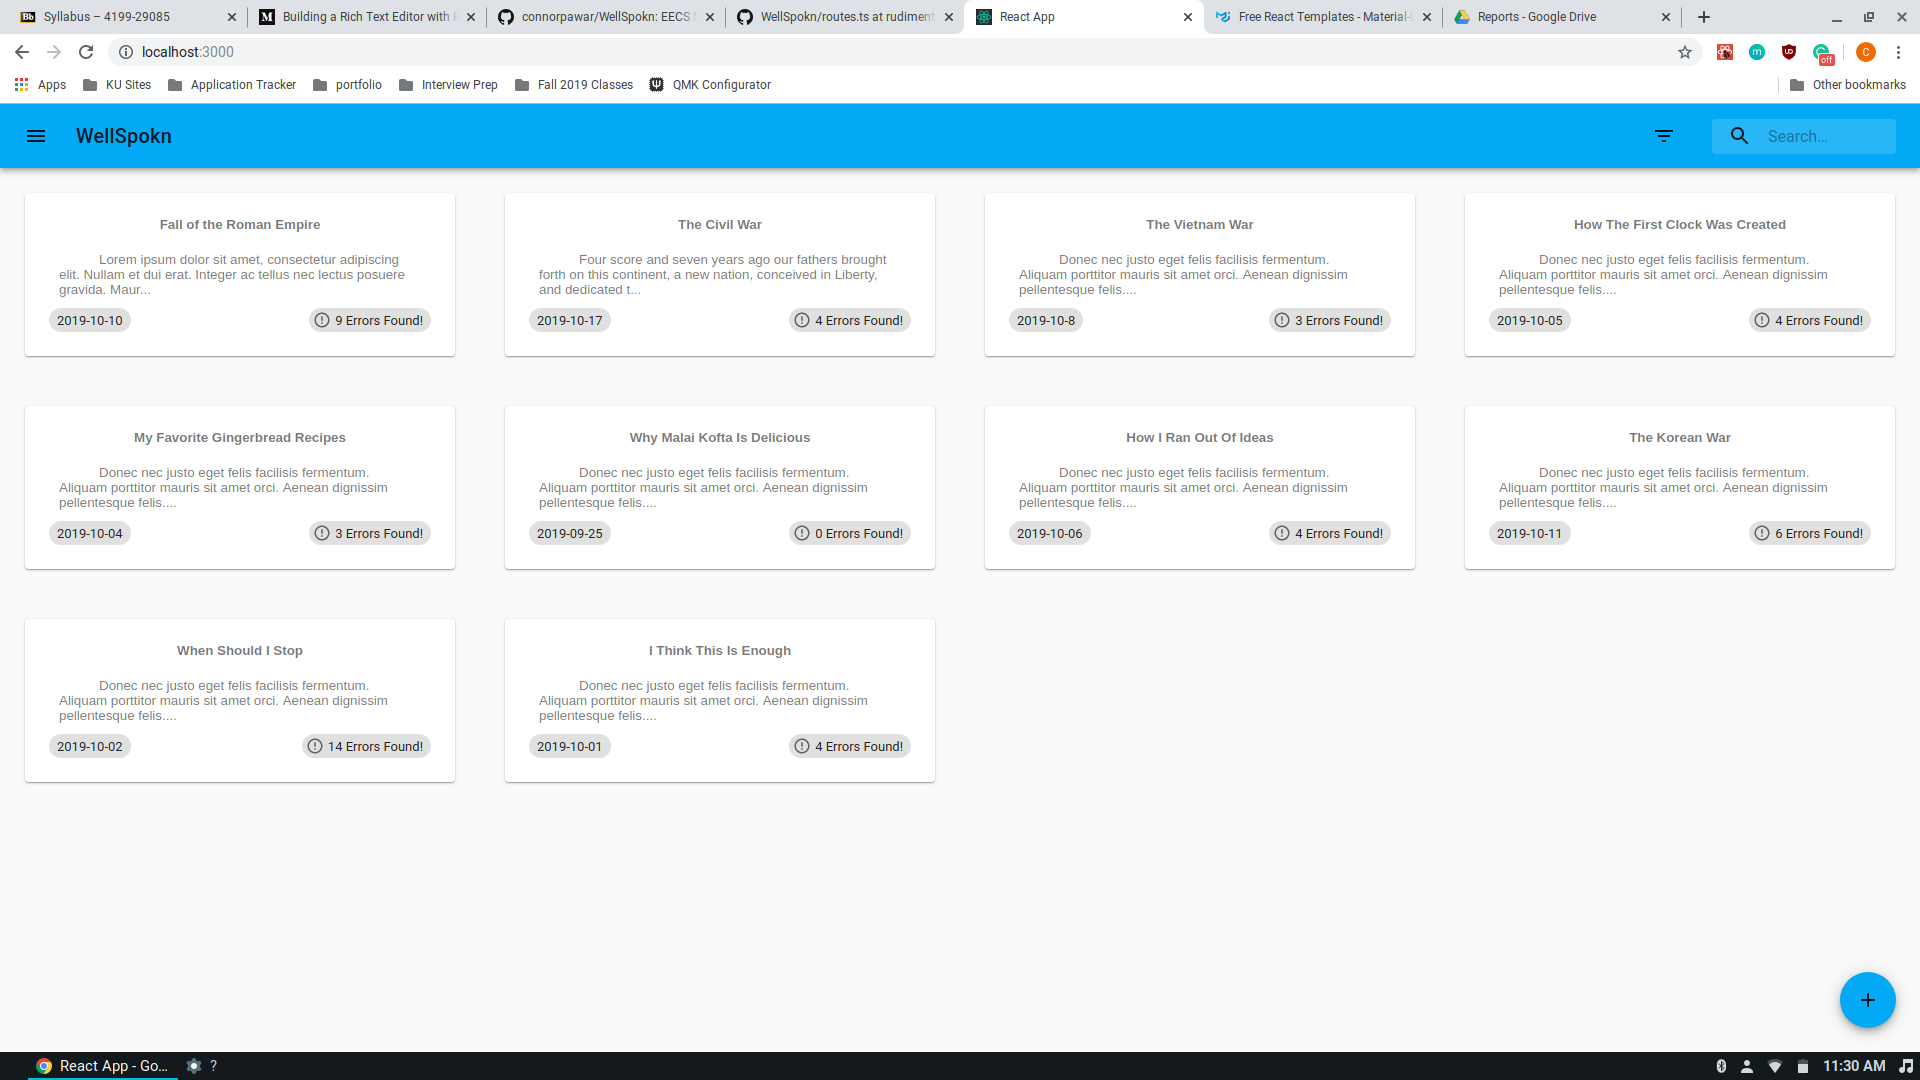 Syllabus – 4199-29085
Building a Rich Text Editor with
connorpawar/WellSpokn: EECS
WellSpokn/routes.ts at rudiment
React App
Free React Templates - Material-
Reports - Google Drive
localhost:3000
off
C
Apps
KU Sites
Application Tracker
portfolio
Interview Prep
Fall 2019 Classes
QMK Configurator
Other bookmarks
WellSpokn
Search...
Fall of the Roman Empire
Lorem ipsum dolor sit amet, consectetur adipiscing
elit. Nullam et dui erat. Integer ac tellus nec lectus posuere
gravida. Maur...
2019-10-10
9 Errors Found!
The Civil War
Four score and seven years ago our fathers brought
forth on this continent, a new nation, conceived in Liberty,
and dedicated t...
2019-10-17
4 Errors Found!
The Vietnam War
Donec nec justo eget felis facilisis fermentum.
Aliquam porttitor mauris sit amet orci. Aenean dignissim
pellentesque felis....
2019-10-8
3 Errors Found!
How The First Clock Was Created
Donec nec justo eget felis facilisis fermentum.
Aliquam porttitor mauris sit amet orci. Aenean dignissim
pellentesque felis....
2019-10-05
4 Errors Found!
My Favorite Gingerbread Recipes
Donec nec justo eget felis facilisis fermentum.
Aliquam porttitor mauris sit amet orci. Aenean dignissim
pellentesque felis....
2019-10-04
3 Errors Found!
Why Malai Kofta Is Delicious
Donec nec justo eget felis facilisis fermentum.
Aliquam porttitor mauris sit amet orci. Aenean dignissim
pellentesque felis....
2019-09-25
0 Errors Found!
How I Ran Out Of Ideas
Donec nec justo eget felis facilisis fermentum.
Aliquam porttitor mauris sit amet orci. Aenean dignissim
pellentesque felis....
2019-10-06
4 Errors Found!
The Korean War
Donec nec justo eget felis facilisis fermentum.
Aliquam porttitor mauris sit amet orci. Aenean dignissim
pellentesque felis....
2019-10-11
6 Errors Found!
When Should I Stop
Donec nec justo eget felis facilisis fermentum.
Aliquam porttitor mauris sit amet orci. Aenean dignissim
pellentesque felis....
2019-10-02
14 Errors Found!
I Think This Is Enough
Donec nec justo eget felis facilisis fermentum.
Aliquam porttitor mauris sit amet orci. Aenean dignissim
pellentesque felis....
2019-10-01
4 Errors Found!
React App - Go...
?
11:30 AM